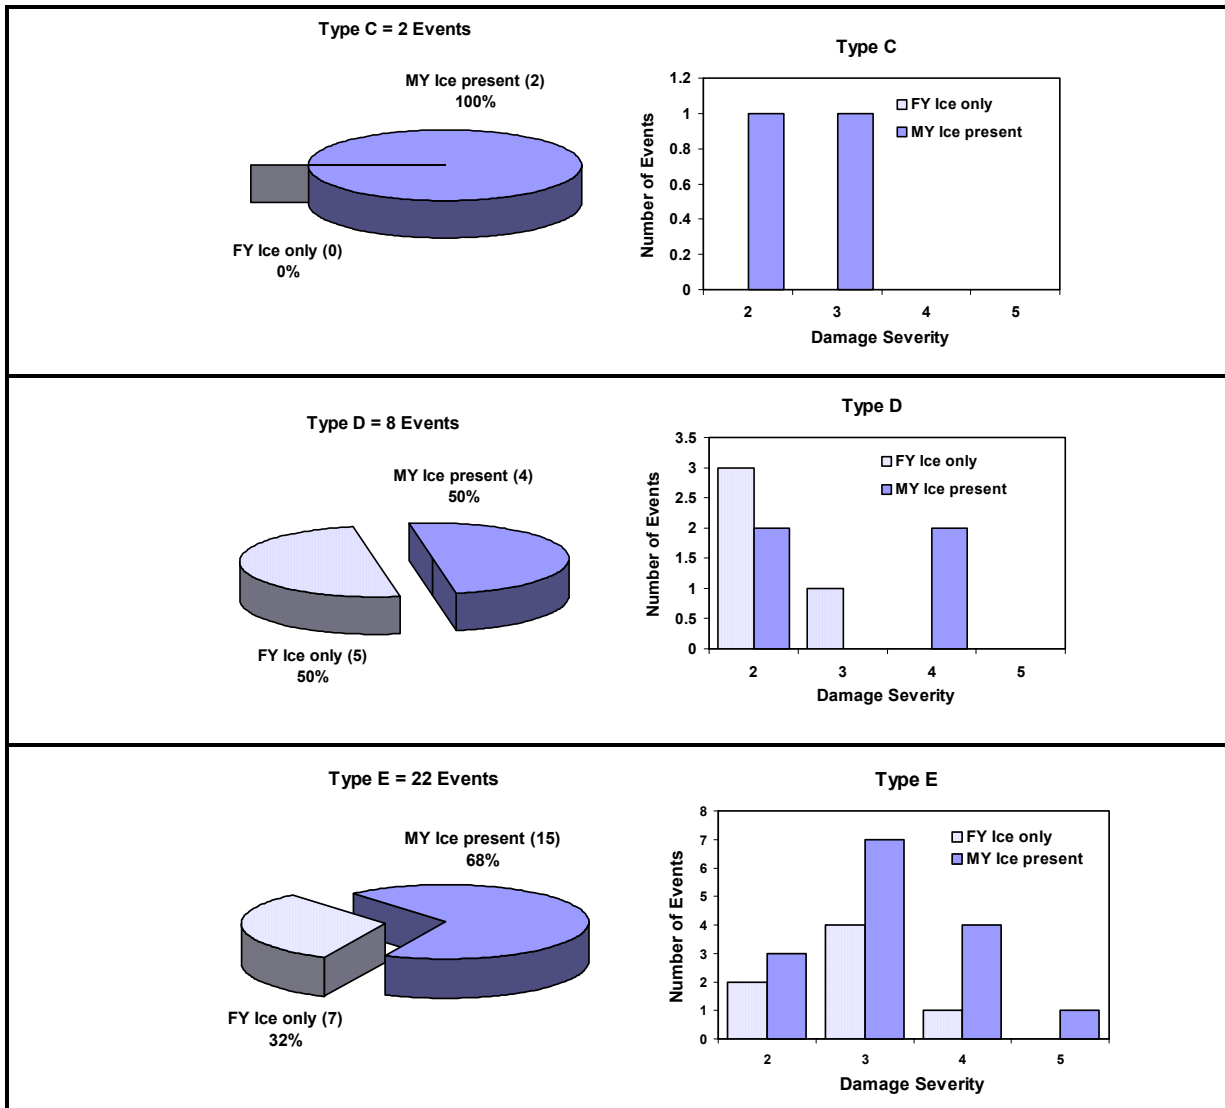 Type C = 2 Events
MY Ice present (2)
100%
FY Ice only (0)
0%
Type C
1.2
1
0.8
0.6
0.4
0.2
0
Number of Events
FY Ice only
MY Ice present
2 3 4 5
Damage Severity
Type D = 8 Events
MY Ice present (4)
50%
FY Ice only (5)
50%
Type D
3.5
3
2.5
2
1.5
1
0.5
0
Number of Events
FY Ice only
MY Ice present
2 3 4 5
Damage Severity
Type E = 22 Events
MY Ice present (15)
68%
FY Ice only (7)
32%
Type E
8
7
6
5
4
3
2
1
0
Number of Events
FY Ice only
MY Ice present
2 3 4 5
Damage Severity